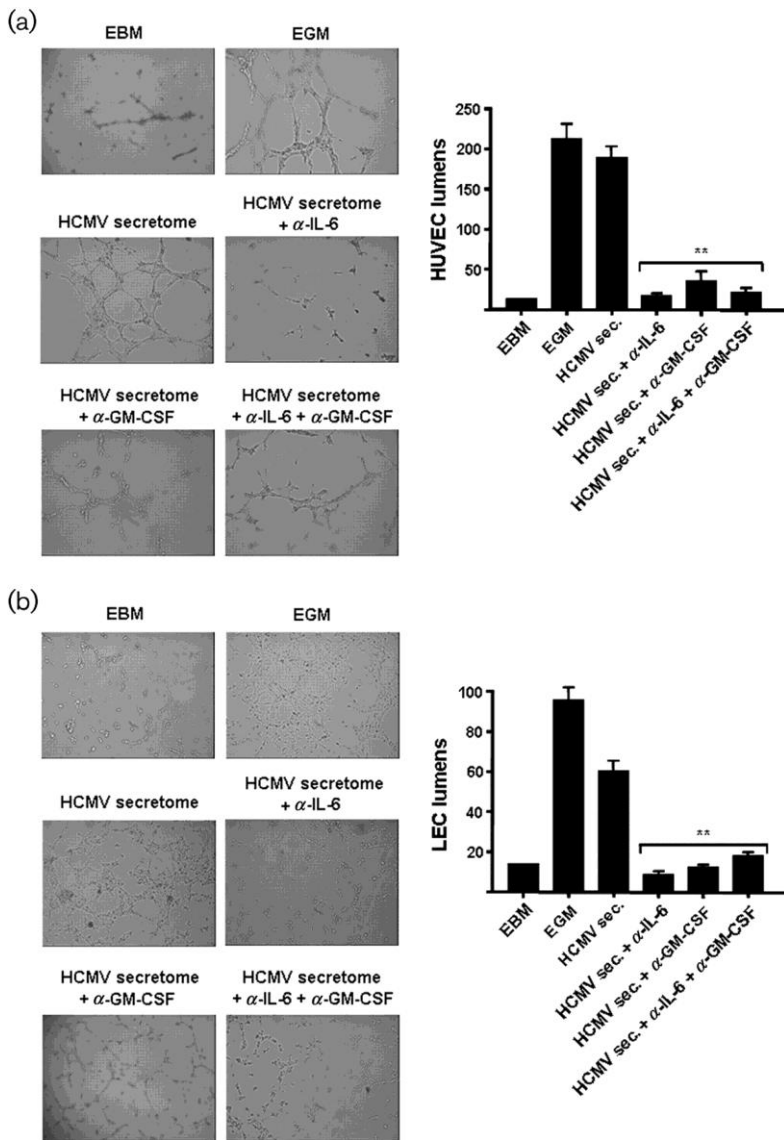 (a)
EBM
EGM
HCMV secretome
HCMV secretome
+ α-IL-6
HCMV secretome
+ α-GM-CSF
HCMV secretome
+ α-IL-6 + α-GM-CSF
HUVEC lumens
250
200
150
100
50
**
EBM
EGM
HCMV sec.
HCMV sec. + α-IL-6
HCMV sec. + α-GM-CSF
HCMV sec. + α-IL-6 + α-GM-CSF
(b)
EBM
EGM
HCMV secretome
HCMV secretome
+ α-IL-6
HCMV secretome
+ α-GM-CSF
HCMV secretome
+ α-IL-6 + α-GM-CSF
LEC lumens
100
80
60
40
20
**
EBM
EGM
HCMV sec.
HCMV sec. + α-IL-6
HCMV sec. + α-GM-CSF
HCMV sec. + α-IL-6 + α-GM-CSF